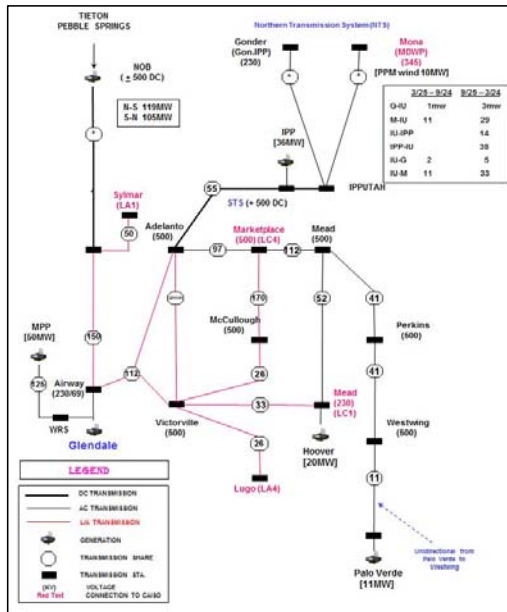 TIETON
PEBBLE SPRINGS
Northern Transmission System (NTS)
NOB
(± 500 DC)
Gonder
(Gon.IPP)
(230)
Mona
(MDWP)
(345)
[PPM wind 10MW]
N-S 119MW
S-N 105MW
3/25 – 9/24 9/25 – 3/24
Q-IU 1mw 3mw
M-IU 11 29
IU-IPP 14
IPP-IU 38
IU-G 2 5
IU-M 11 33
IPP
[36MW]
IPPUTAH
STS (± 500 DC)
55
Sylmar
(LA1)
50
Adelanto
(500)
97
Marketplace
(500) (LC4)
112
Mead
(500)
170
52
41
McCullough
(500)
Perkins
(500)
150
MPP
[50MW]
112
26
41
125
Airway
(230/69)
33
Mead
(230)
(LC1)
WRS
Victorville
(500)
Westwing
(500)
Glendale
26
Hoover
[20MW]
11
Lugo (LA4)
Unidirectional from
Palo Verde to
Westwing
Palo Verde
[11MW]
LEGEND
DC TRANSMISSION
AC TRANSMISSION
L/A TRANSMISSION
GENERATION
TRANSMISSION SHARE
TRANSMISSION STA.
(KV) VOLTAGE
Red Text CONNECTION TO CAISO